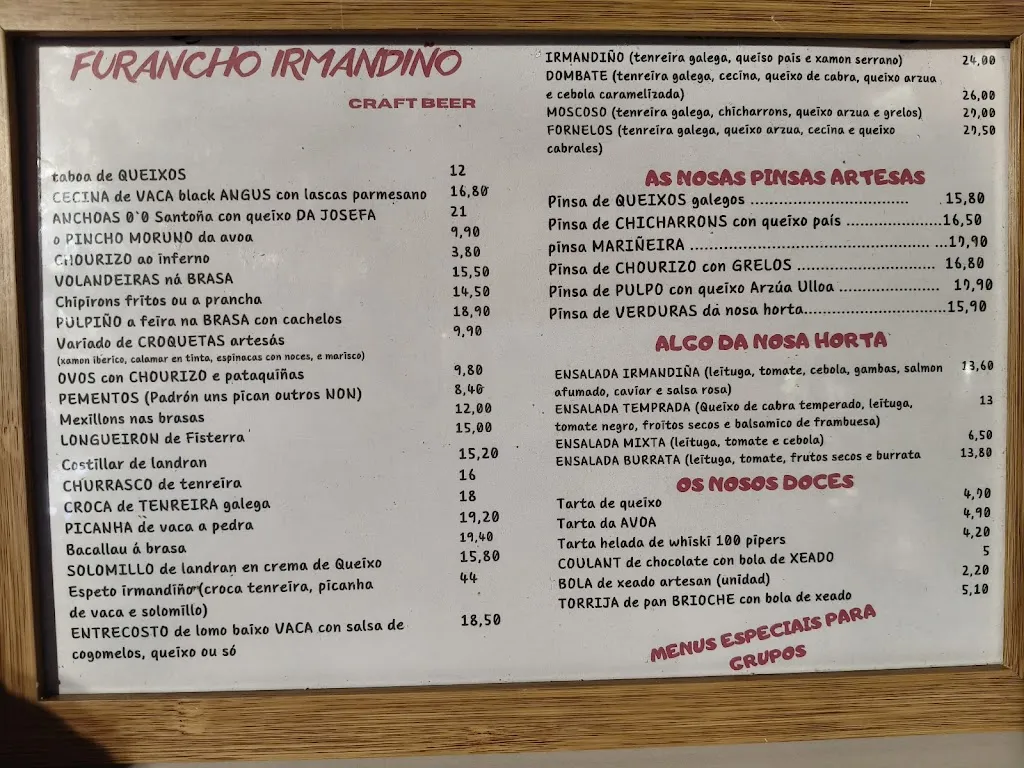 FURANCHO IRMANDIÑO
CRAFT BEER
taboa de QUEIXOS 12
CECINA de VACA black ANGUS con lascas parmesano 16,80
ANCHOAS 0`0 Santoña con queixo DA JOSEFA 21
o PINCHO MORUNO da avoa 9,90
CHOURIZO ao inferno 3,80
VOLANDEIRAS ná BRASA 15,50
Chipirons fritos ou a prancha 14,50
PULPIÑO a feira na BRASA con cachelos 18,90
Variado de CROQUETAS artesás 9,90
(xamon iberico, calamar en tinta, espinacas con noces, e marisco)
OVOS con CHOURIZO e pataquiñas 9,80
PEMENTOS (Padrón uns pican outros NON) 8,40
Mexillons nas brasas 12,00
LONGUEIRON de Fisterra 15,00
Costillar de landran 15,20
CHURRASCO de tenreira 16
CROCA de TENREIRA galega 18
PICANHA de vaca a pedra 19,20
Bacallau á brasa 19,40
SOLOMILLO de landran en crema de Queixo 15,80
Espeto irmandiño (croca tenreira, picanha 44
de vaca e solomillo)
ENTRECOSTO de lomo baixo VACA con salsa de 18,50
cogomelos, queixo ou só
IRMANDIÑO (tenreira galega, queiso pais e xamon serrano) 24,00
DOMBATE (tenreira galega, cecina, queixo de cabra, queixo arzua
e cebola caramelizada) 26,00
MOSCOSO (tenreira galega, chicharrons, queixo arzua e grelos) 29,00
FORNELOS (tenreira galega, queixo arzua, cecina e queixo 29,50
cabrales)
AS NOSAS PINSAS ARTESAS
Pinsa de QUEIXOS galegos ................................ 15,80
Pinsa de CHICHARRONS con queixo país ...................16,50
pinsa MARIÑEIRA ................................................ ...19,90
Pinsa de CHOURIZO con GRELOS ............................ 16,80
Pinsa de PULPO con queixo Arzúa Ulloa .................... 19,90
Pinsa de VERDURAS da nosa horta............................15,90
ALGO DA NOSA HORTA
ENSALADA IRMANDIÑA (leituga, tomate, cebola, gambas, salmon 13,60
afumado, caviar e salsa rosa)
ENSALADA TEMPRADA (Queixo de cabra temperado, leituga, 13
tomate negro, froitos secos e balsamico de frambuesa)
ENSALADA MIXTA (leituga, tomate e cebola) 6,50
ENSALADA BURRATA (leituga, tomate, frutos secos e burrata 13,80
OS NOSOS DOCES
Tarta de queixo 4,90
Tarta da AVOA 4,90
Tarta helada de whiski 100 pipers 4,20
COULANT de chocolate con bola de XEADO 5
BOLA de xeado artesan (unidad) 2,20
TORRIJA de pan BRIOCHE con bola de xeado 5,10
MENUS ESPECIAIS PARA
GRUPOS